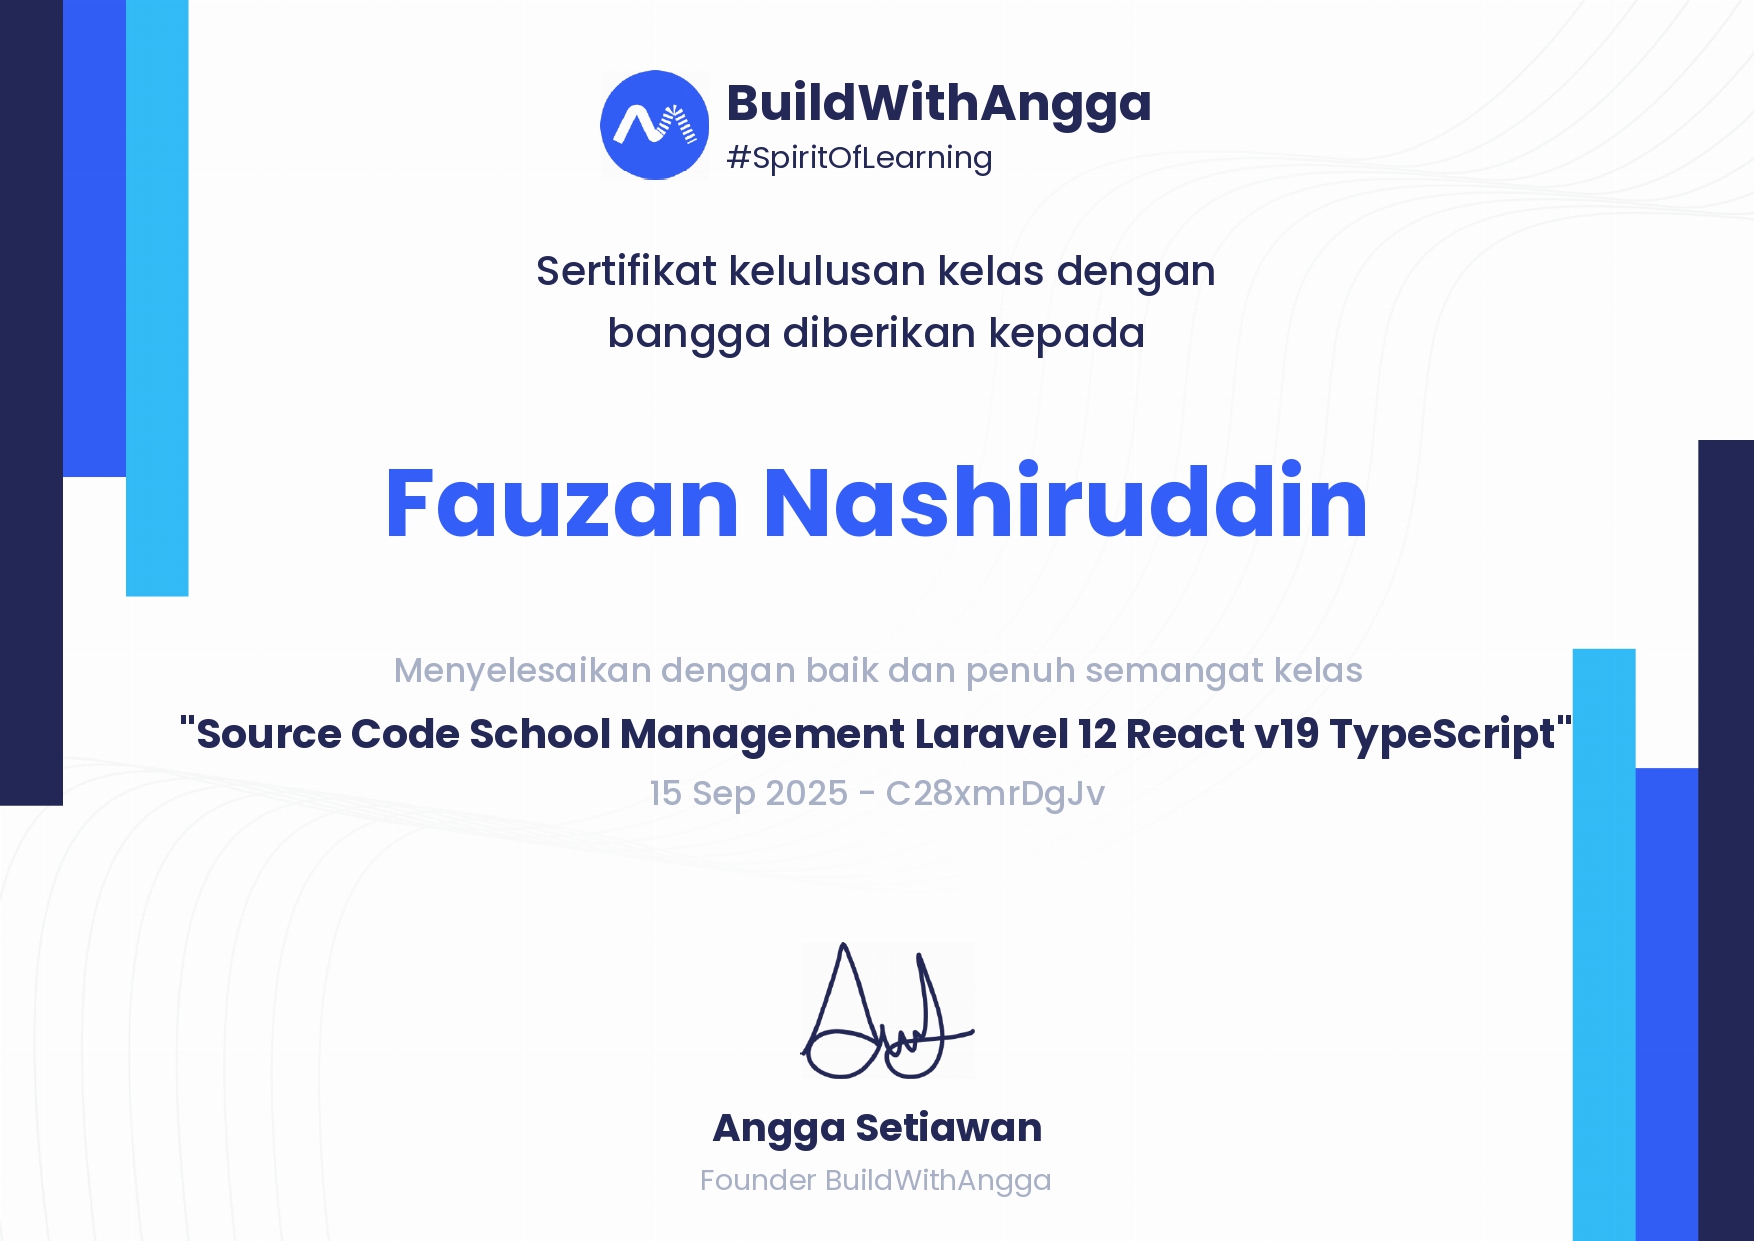 BuildWithAngga
#SpiritOfLearning
Sertifikat kelulusan kelas dengan
bangga diberikan kepada
Fauzan Nashiruddin
Menyelesaikan dengan baik dan penuh semangat kelas
"Source Code School Management Laravel 12 React v19 TypeScript"
15 Sep 2025 - C28xmrDgJv
Angga Setiawan
Founder BuildWithAngga